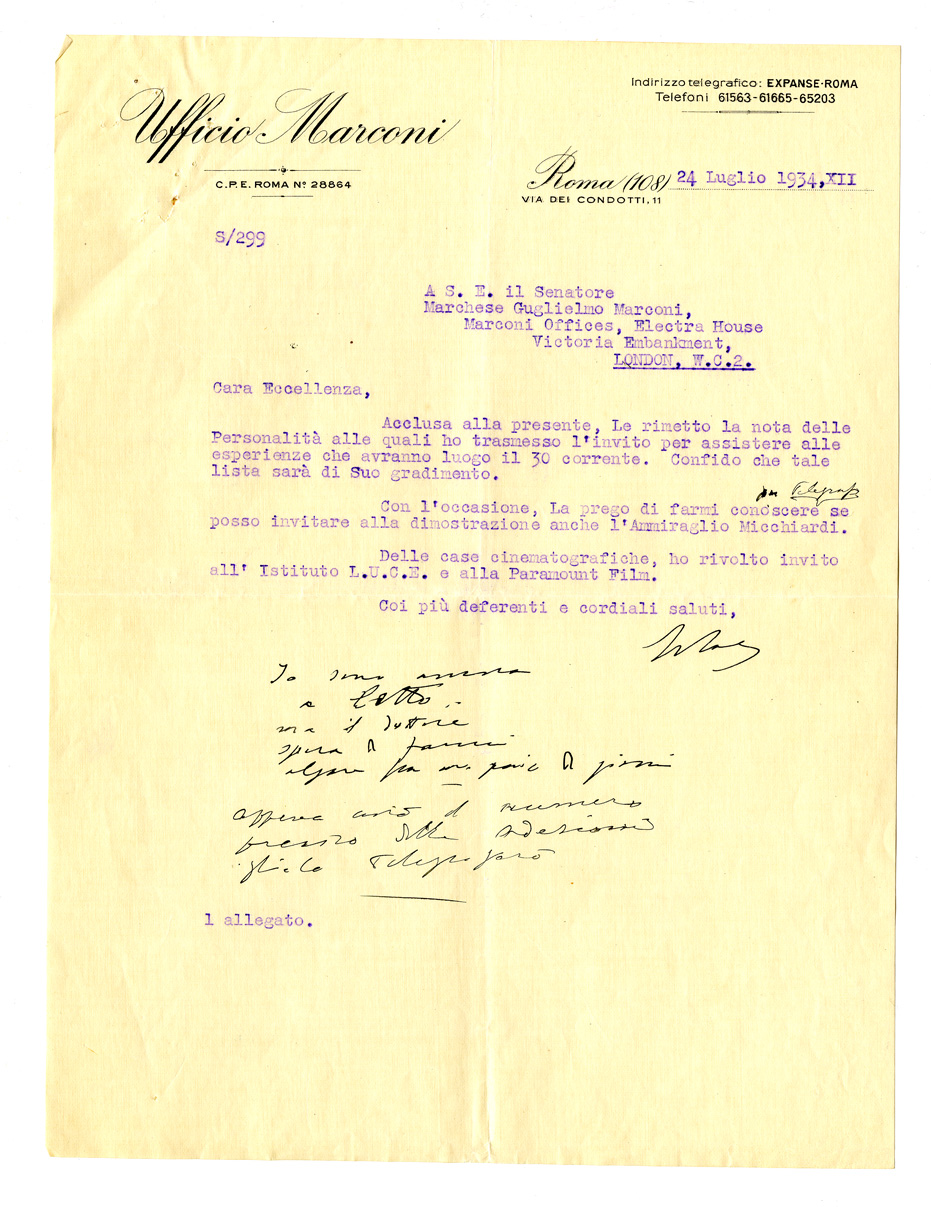 Indirizzo telegrafico: EXPANSE-ROMA
Telefoni 61563-61665-65203
Ufficio Marconi
C.P.E. ROMA Nº 28864
Roma (108) 24 Luglio 1934,XII
VIA DEI CONDOTTI, 11
S/299
A S. E. il Senatore
Marchese Guglielmo Marconi,
Marconi Offices, Electra House
Victoria Embankment,
LONDON, W.C.2.
Cara Eccellenza,
Acclusa alla presente, Le rimetto la nota delle
Personalità alle quali ho trasmesso l'invito per assistere alle
esperienze che avranno luogo il 30 corrente. Confido che tale
lista sarà di Suo gradimento.
per Telegrafo
Con l'occasione, La prego di farmi conoscere se
posso invitare alla dimostrazione anche l'Ammiraglio Micchiardi.
Delle case cinematografiche, ho rivolto invito
all' Istituto L.U.C.E. e alla Paramount Film.
Coi più deferenti e cordiali saluti,
Io sono ancora
a letto
ma il dottore
spera di farmi
alzare fra un paio di giorni
appena avrò il numero
preciso delle adesioni
glielo telegraferò
1 allegato.